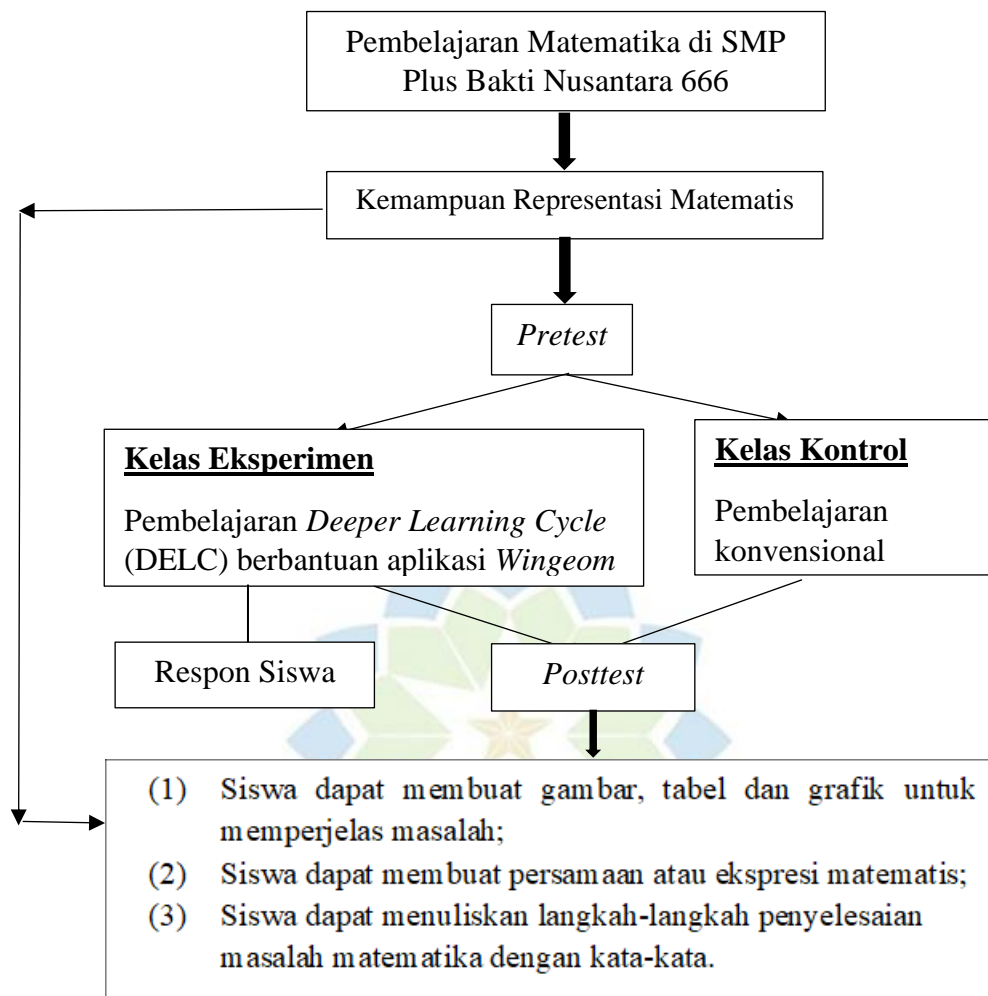 Pembelajaran Matematika di SMP
Plus Bakti Nusantara 666
Kemampuan Representasi Matematis
Pretest
Kelas Eksperimen
Pembelajaran Deeper Learning Cycle
(DELC) berbantuan aplikasi Wingeom
Kelas Kontrol
Pembelajaran
konvensional
Respon Siswa
Posttest
(1) Siswa dapat membuat gambar, tabel dan grafik untuk
memperjelas masalah;
(2) Siswa dapat membuat persamaan atau ekspresi matematis;
(3) Siswa dapat menuliskan langkah-langkah penyelesaian
masalah matematika dengan kata-kata.